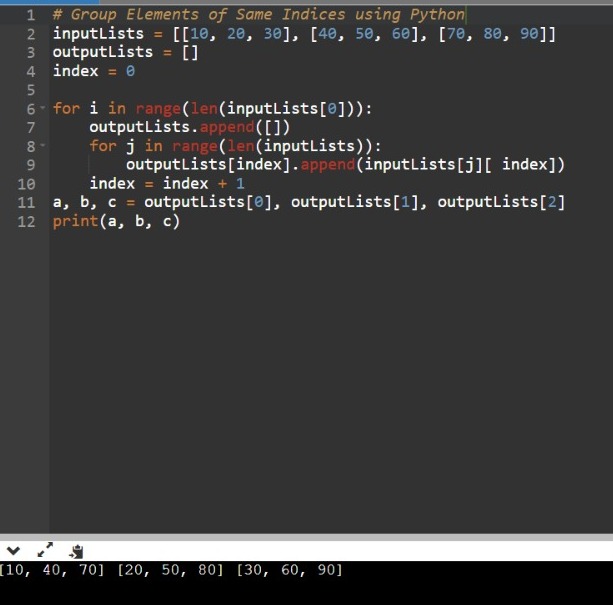 1 # Group Elements of Same Indices using Python
2 inputLists = [[10, 20, 30], [40, 50, 60], [70, 80, 90]]
3 outputLists = []
4 index = 0
5
6 for i in range(len(inputLists[0])):
7     outputLists.append([])
8     for j in range(len(inputLists)):
9         outputLists[index].append(inputLists[j][ index])
10     index = index + 1
11 a, b, c = outputLists[0], outputLists[1], outputLists[2]
12 print(a, b, c)
[10, 40, 70] [20, 50, 80] [30, 60, 90]